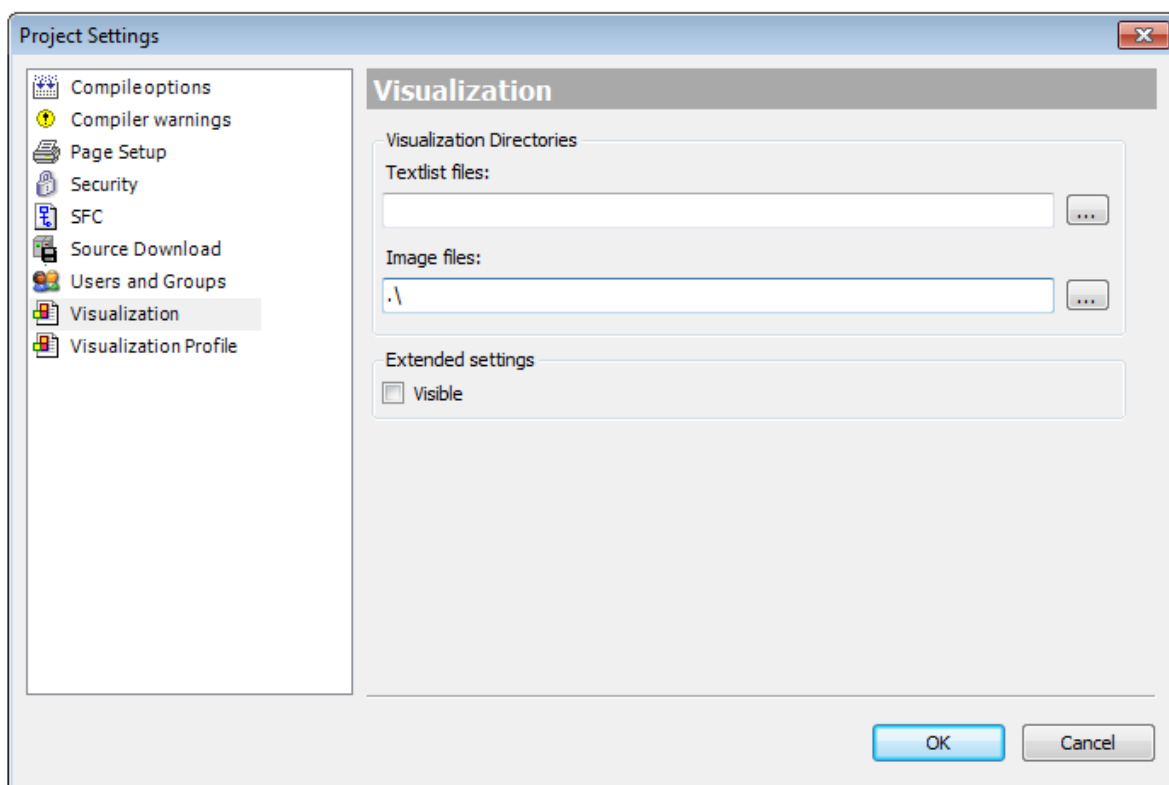 Project Settings
Compileoptions
Compiler warnings
Page Setup
Security
SFC
Source Download
Users and Groups
Visualization
Visualization Profile
Visualization
Visualization Directories
Textlist files:
...
Image files:
.\
...
Extended settings
Visible
OK
Cancel